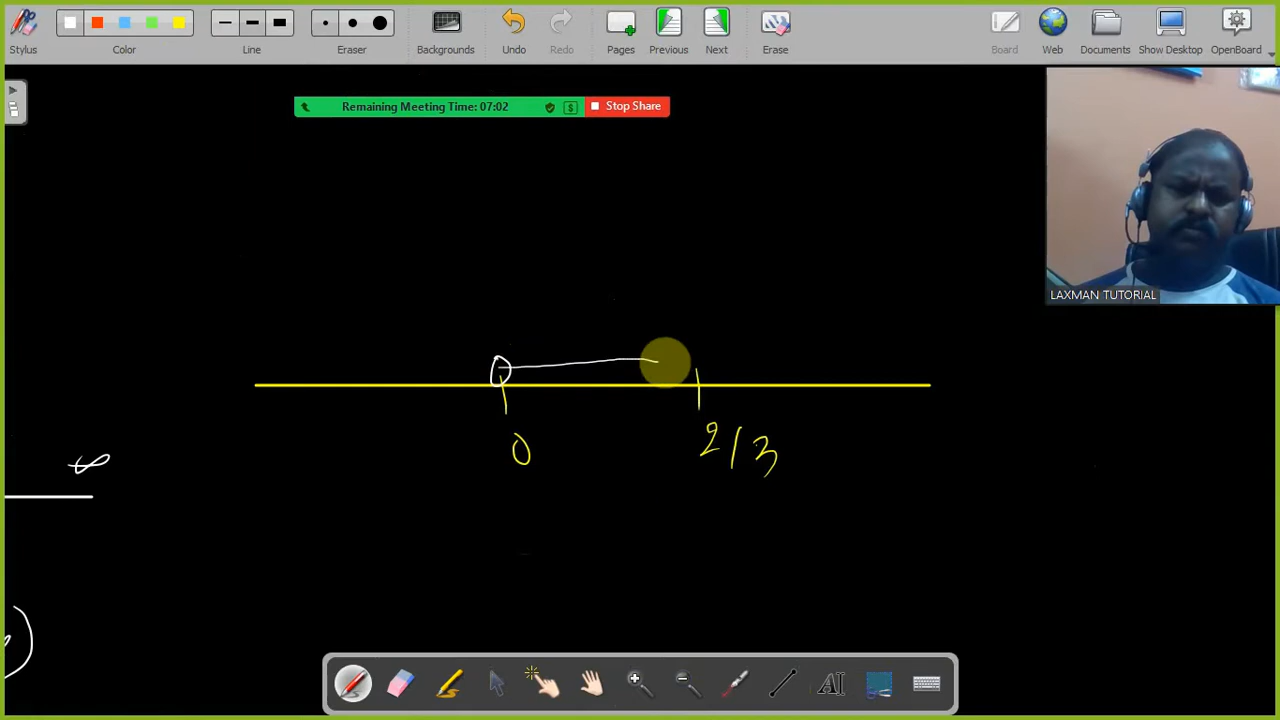 Stylus Color Line Eraser Backgrounds Undo Redo Pages Previous Next Erase Board Web Documents Show Desktop OpenBoard
Remaining Meeting Time: 07:02 $ Stop Share
LAXMAN TUTORIAL
0 2/3
∞
AI